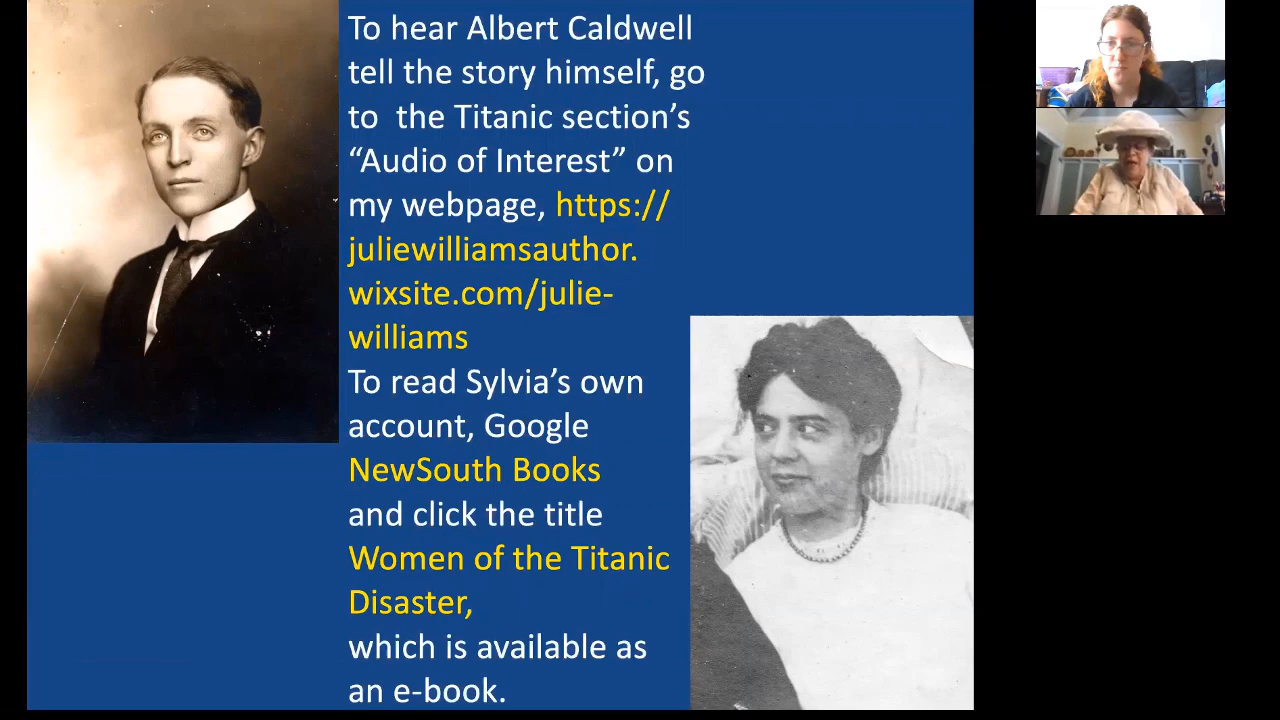 To hear Albert Caldwell
tell the story himself, go
to the Titanic section’s
“Audio of Interest” on
my webpage, https://
juliewilliamsauthor.
wixsite.com/julie-
williams
To read Sylvia’s own
account, Google
NewSouth Books
and click the title
Women of the Titanic
Disaster,
which is available as
an e-book.